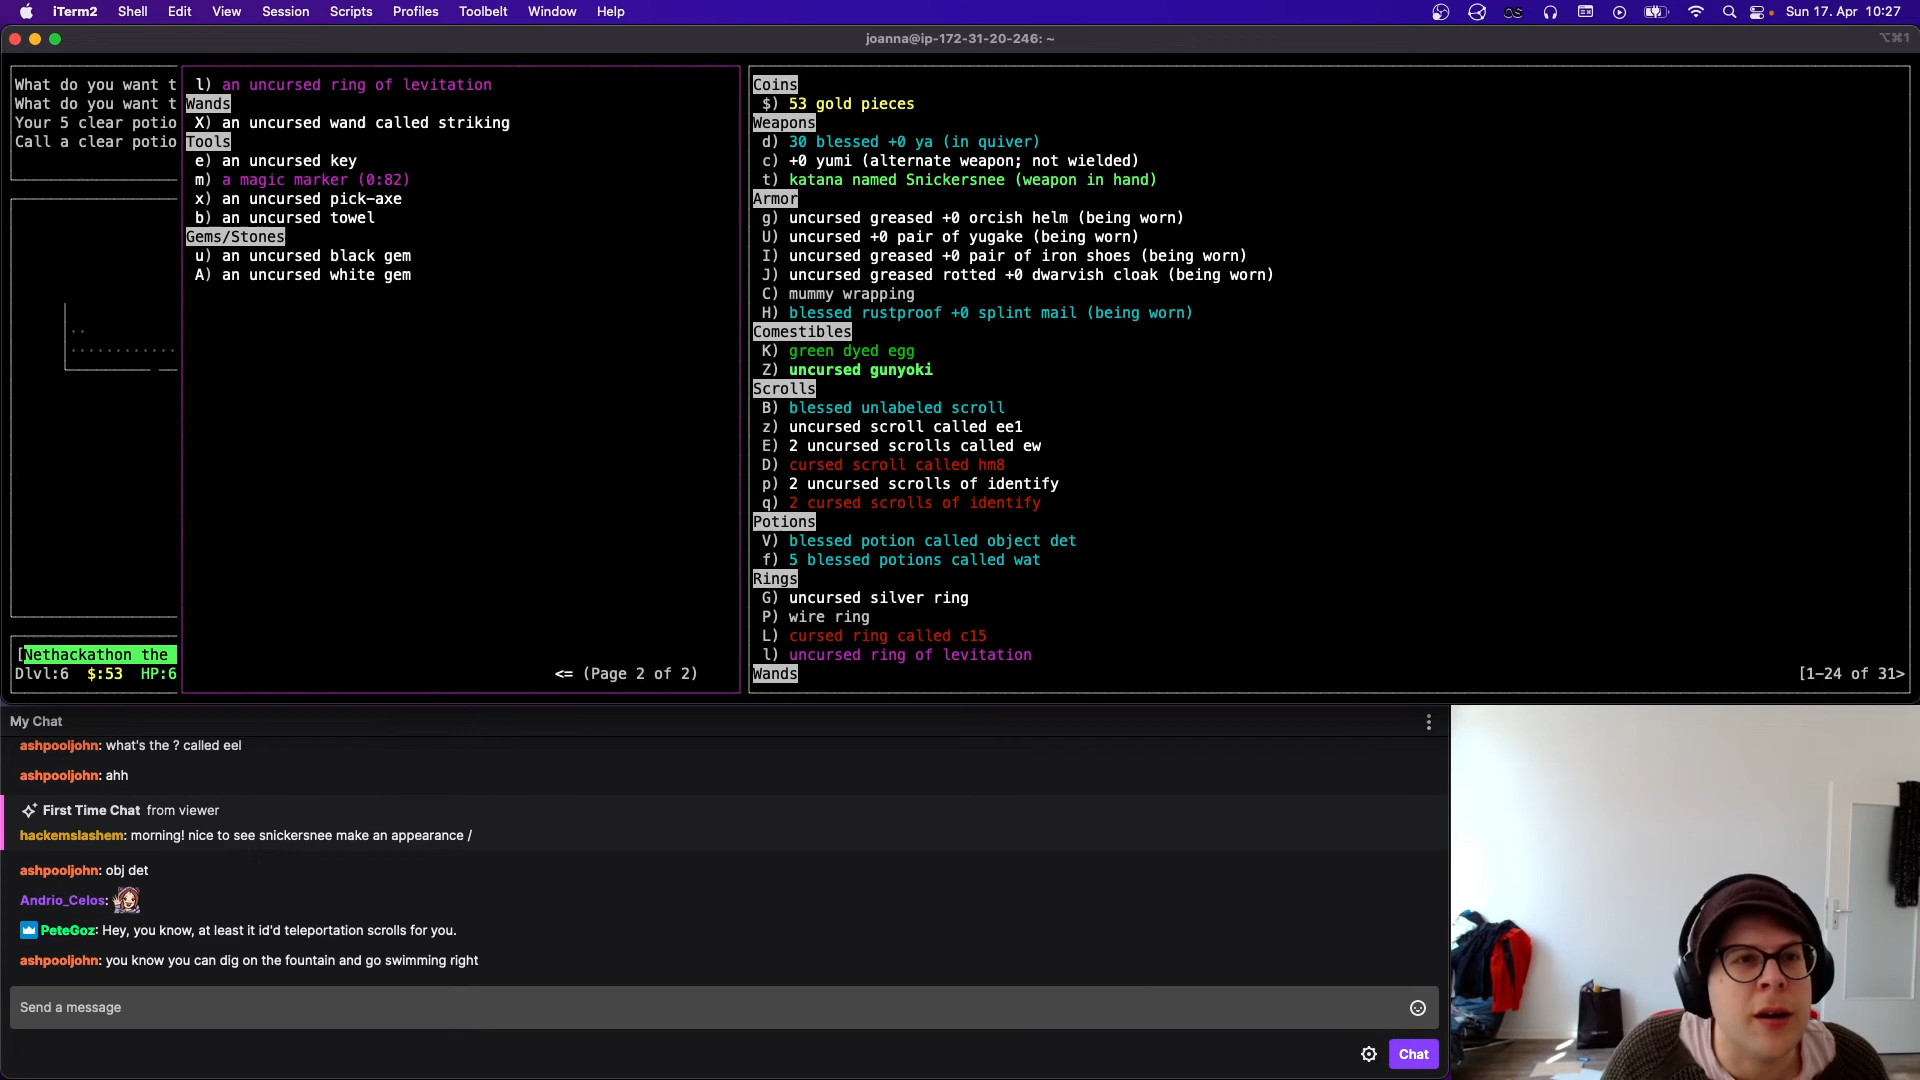 iTerm2 Shell Edit View Session Scripts Profiles Toolbelt Window Help Sun 17. Apr 10:27
joanna@ip-172-31-20-246: ~ ⌥⌘1
What do you want t
What do you want t
Your 5 clear potio
Call a clear potio
[Nethackathon the
Dlvl:6 $:53 HP:6
l) an uncursed ring of levitation
Wands
X) an uncursed wand called striking
Tools
e) an uncursed key
m) a magic marker (0:82)
x) an uncursed pick-axe
b) an uncursed towel
Gems/Stones
u) an uncursed black gem
A) an uncursed white gem
<= (Page 2 of 2)
Coins
$) 53 gold pieces
Weapons
d) 30 blessed +0 ya (in quiver)
c) +0 yumi (alternate weapon; not wielded)
t) katana named Snickersnee (weapon in hand)
Armor
g) uncursed greased +0 orcish helm (being worn)
U) uncursed +0 pair of yugake (being worn)
I) uncursed greased +0 pair of iron shoes (being worn)
J) uncursed greased rotted +0 dwarvish cloak (being worn)
C) mummy wrapping
H) blessed rustproof +0 splint mail (being worn)
Comestibles
K) green dyed egg
Z) uncursed gunyoki
Scrolls
B) blessed unlabeled scroll
z) uncursed scroll called ee1
E) 2 uncursed scrolls called ew
D) cursed scroll called hm8
p) 2 uncursed scrolls of identify
q) 2 cursed scrolls of identify
Potions
V) blessed potion called object det
f) 5 blessed potions called wat
Rings
G) uncursed silver ring
P) wire ring
L) cursed ring called c15
l) uncursed ring of levitation
Wands
[1-24 of 31>
My Chat
ashpooljohn: what's the ? called eel
ashpooljohn: ahh
First Time Chat from viewer
hackemslashem: morning! nice to see snickersnee make an appearance /
ashpooljohn: obj det
Andrio_Celos:
PeteGoz: Hey, you know, at least it id'd teleportation scrolls for you.
ashpooljohn: you know you can dig on the fountain and go swimming right
Send a message
Chat